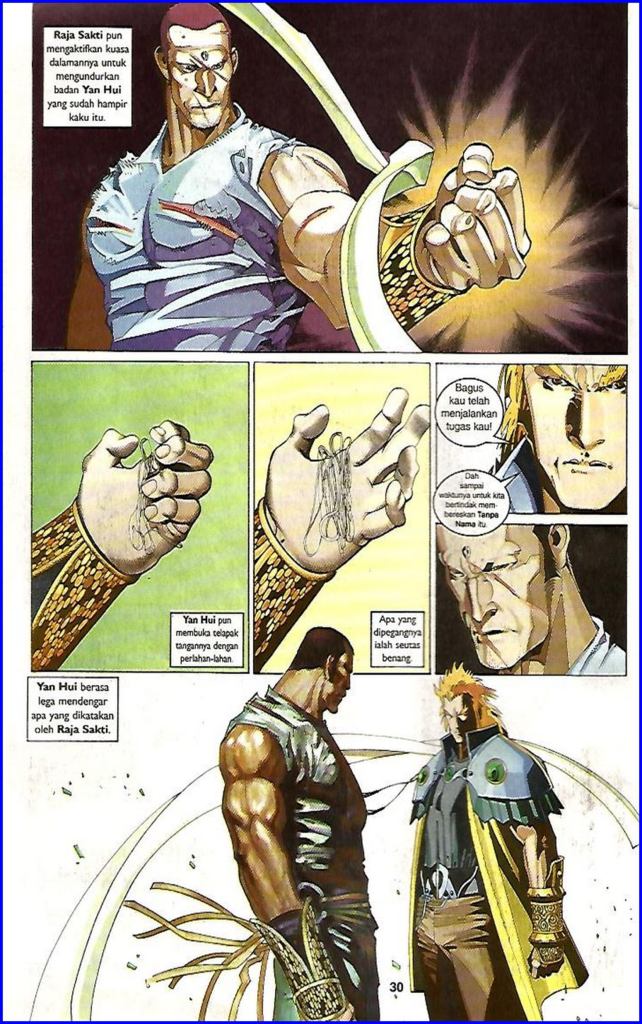 Raja Sakti pun
mengaktifkan kuasa
dalamannya untuk
mengundurkan
badan Yan Hui
yang sudah hampir
kaku itu.
Yan Hui pun
membuka telapak
tangannya dengan
perlahan-lahan.
Apa yang
dipegangnya
ialah seutas
benang.
Bagus
kau telah
menjalankan
tugas kau!
Dah
sampai
waktunya untuk kita
bertindak mem-
bereskan Tanpa
Nama itu.
Yan Hui berasa
lega mendengar
apa yang dikatakan
oleh Raja Sakti.
30